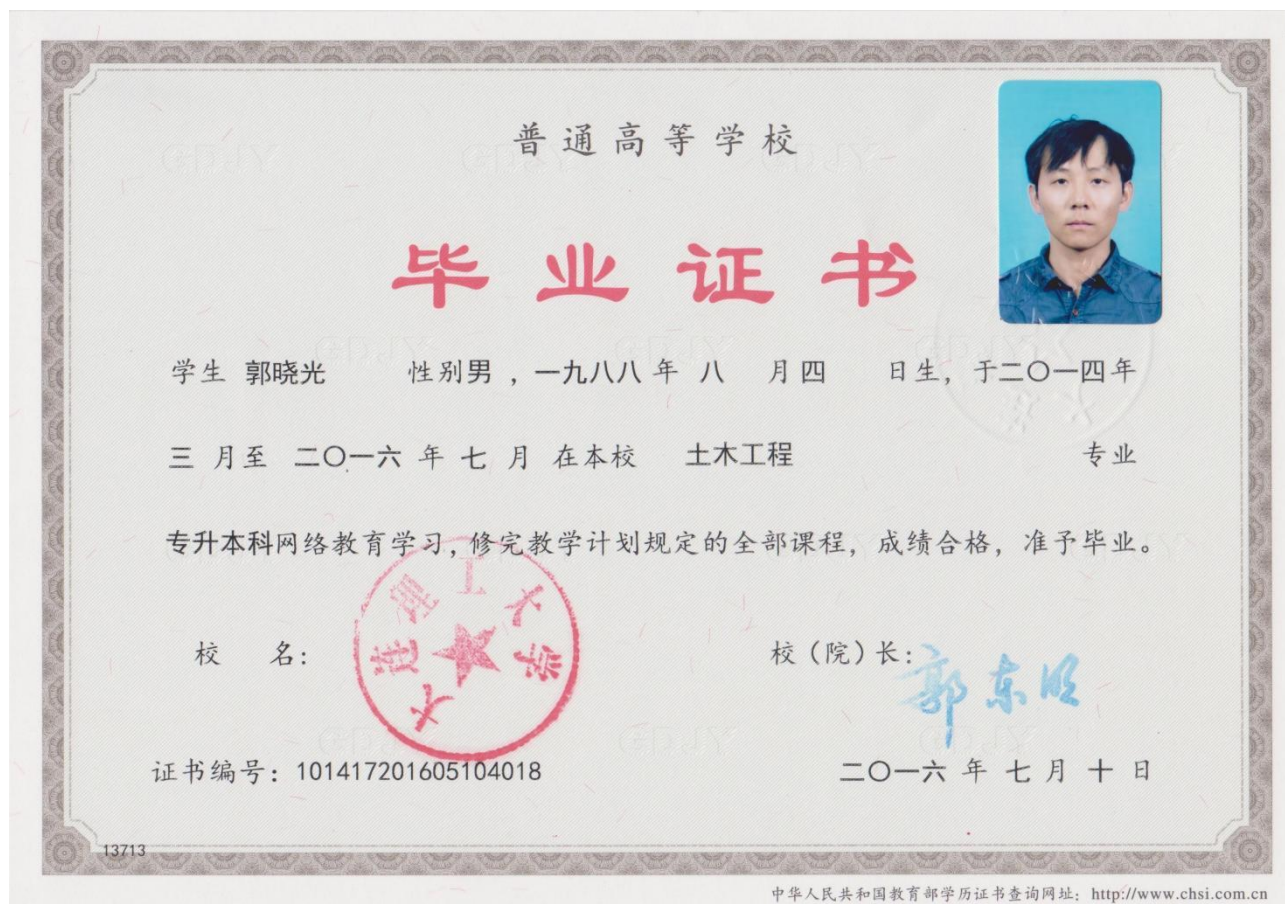 普通高等学校
毕业证书
学生 郭晓光 性别男，一九八八年 八 月四 日生，于二〇一四年
三 月至 二〇一六 年 七 月 在本校 土木工程 专业
专升本科网络教育学习，修完教学计划规定的全部课程，成绩合格，准予毕业。
校 名：
大连理工大学
校（院）长：
郭东明
证书编号：101417201605104018
二〇一六 年 七 月 十 日
13713
中华人民共和国教育部学历证书查询网址：http://www.chsi.com.cn